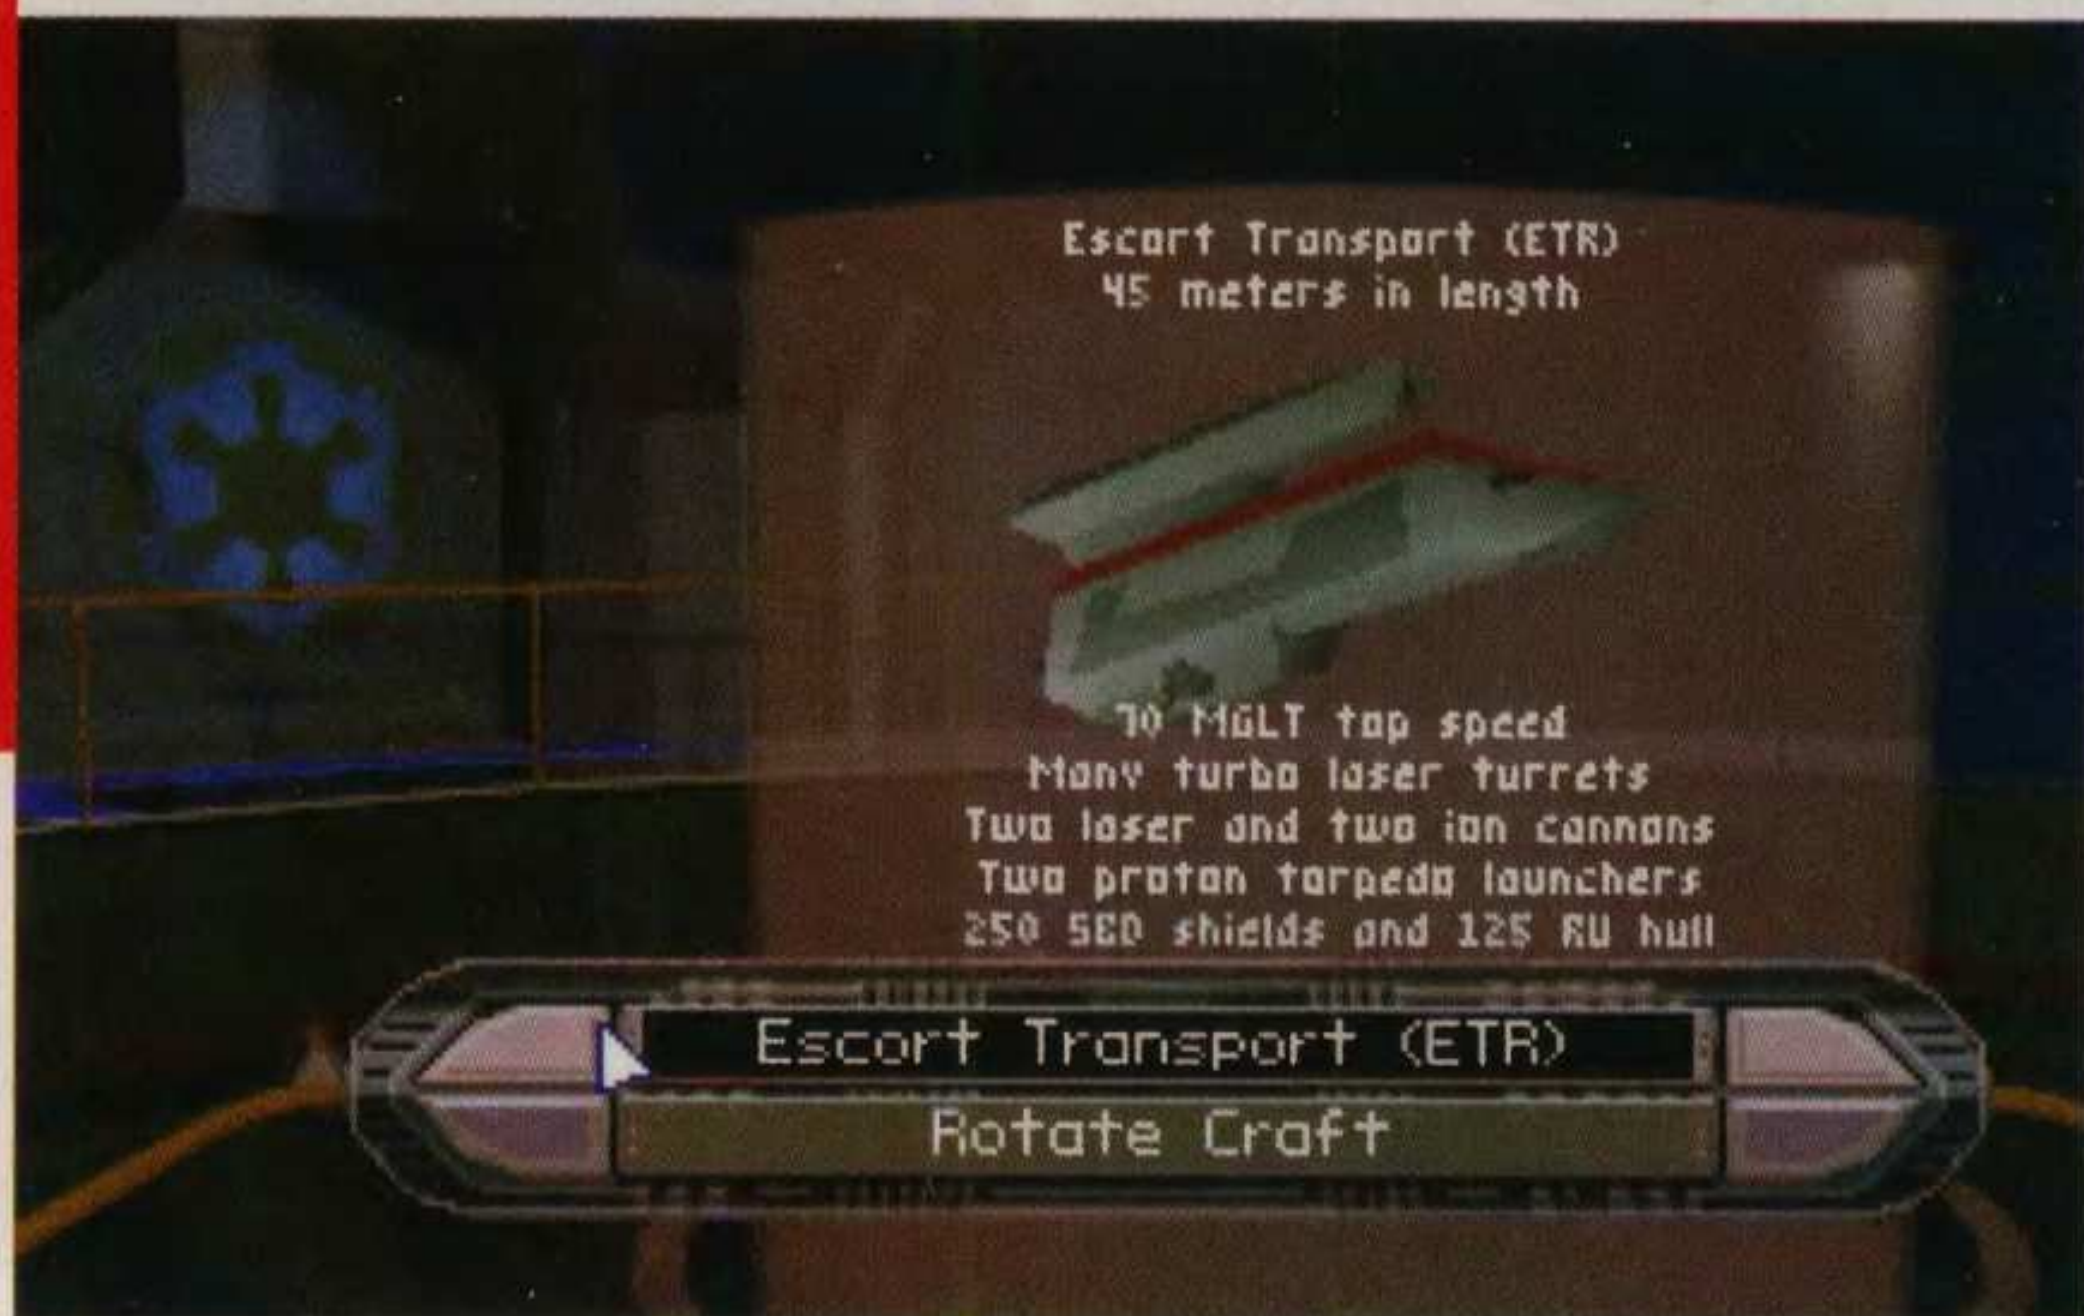 Escort Transport (ETR)
45 meters in length
70 MGLT top speed
Many turbo laser turrets
Two laser and two ion cannons
Two proton torpedo launchers
250 SBD shields and 125 RU hull
Escort Transport (ETR)
Rotate Craft